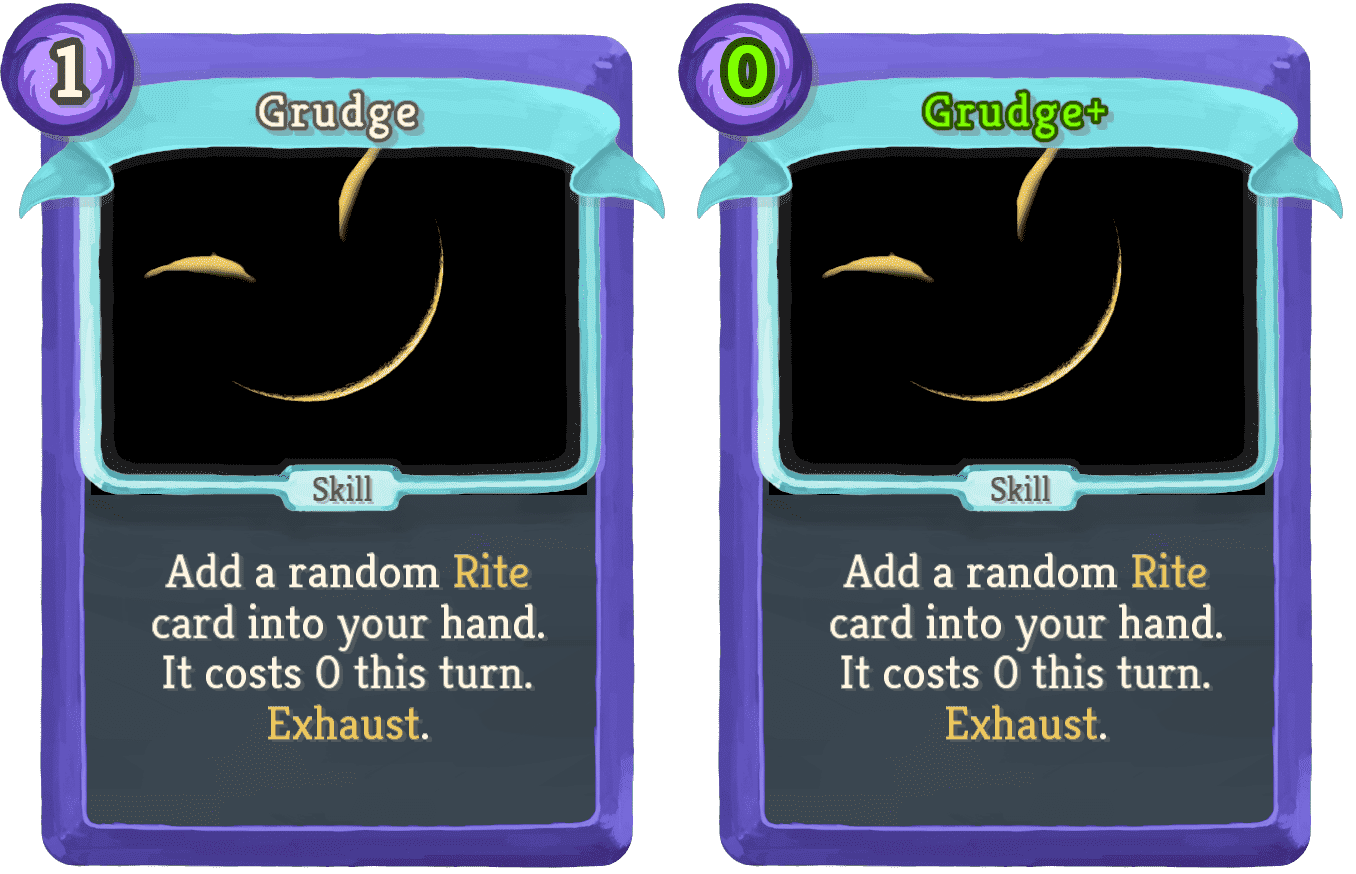 1
Grudge
Skill
Add a random Rite
card into your hand.
It costs 0 this turn.
Exhaust.
0
Grudge+
Skill
Add a random Rite
card into your hand.
It costs 0 this turn.
Exhaust.